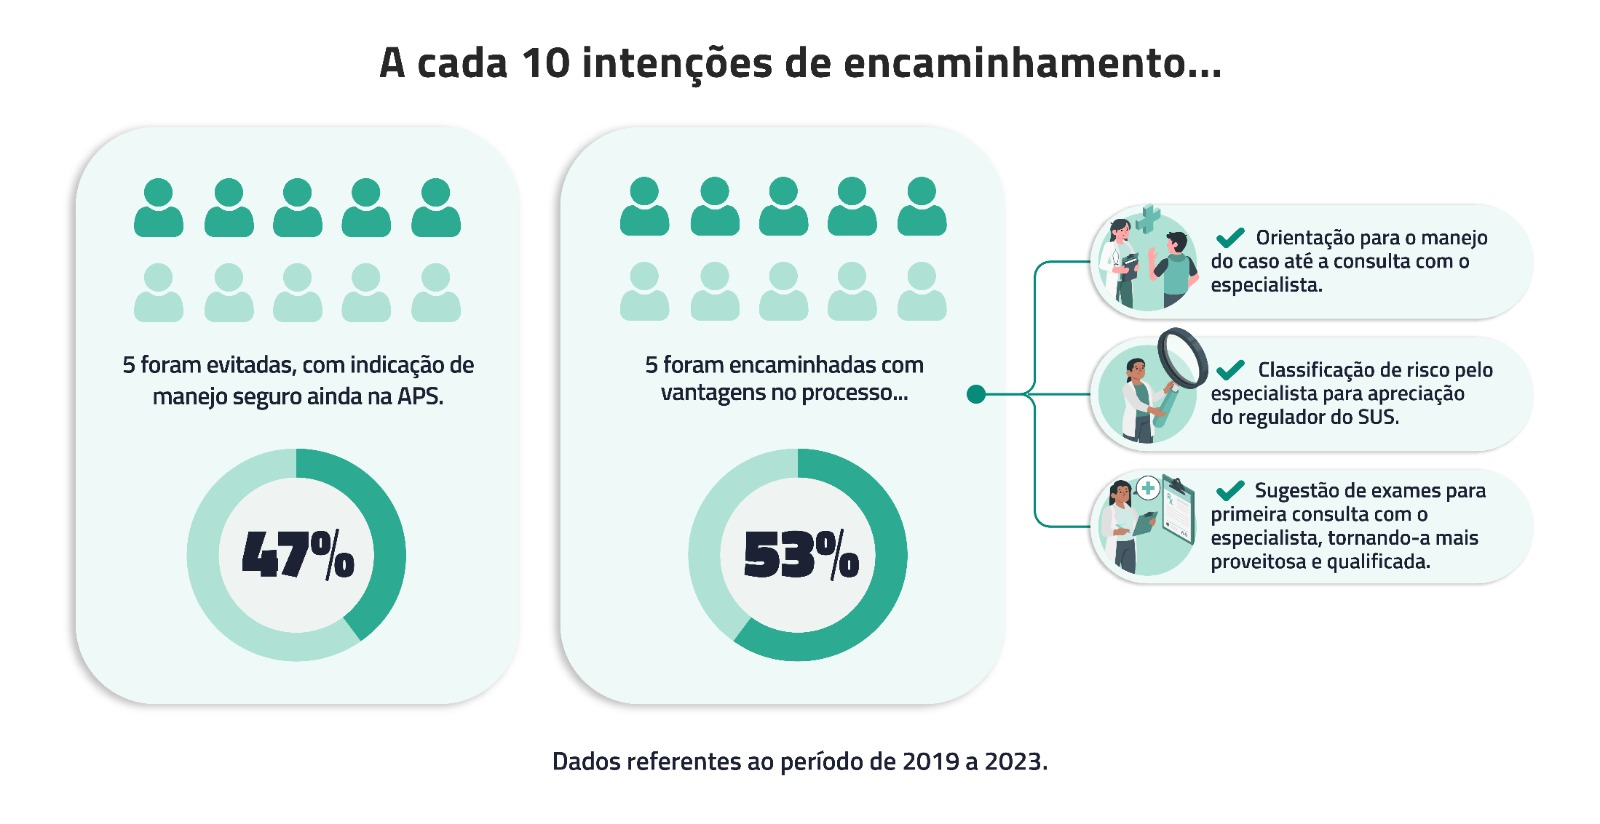 A cada 10 intenções de encaminhamento...
5 foram evitadas, com indicação de
manejo seguro ainda na APS.
47%
5 foram encaminhadas com
vantagens no processo...
53%
Orientação para o manejo
do caso até a consulta com o
especialista.
Classificação de risco pelo
especialista para apreciação
do regulador do SUS.
Sugestão de exames para
primeira consulta com o
especialista, tornando-a mais
proveitosa e qualificada.
Dados referentes ao período de 2019 a 2023.